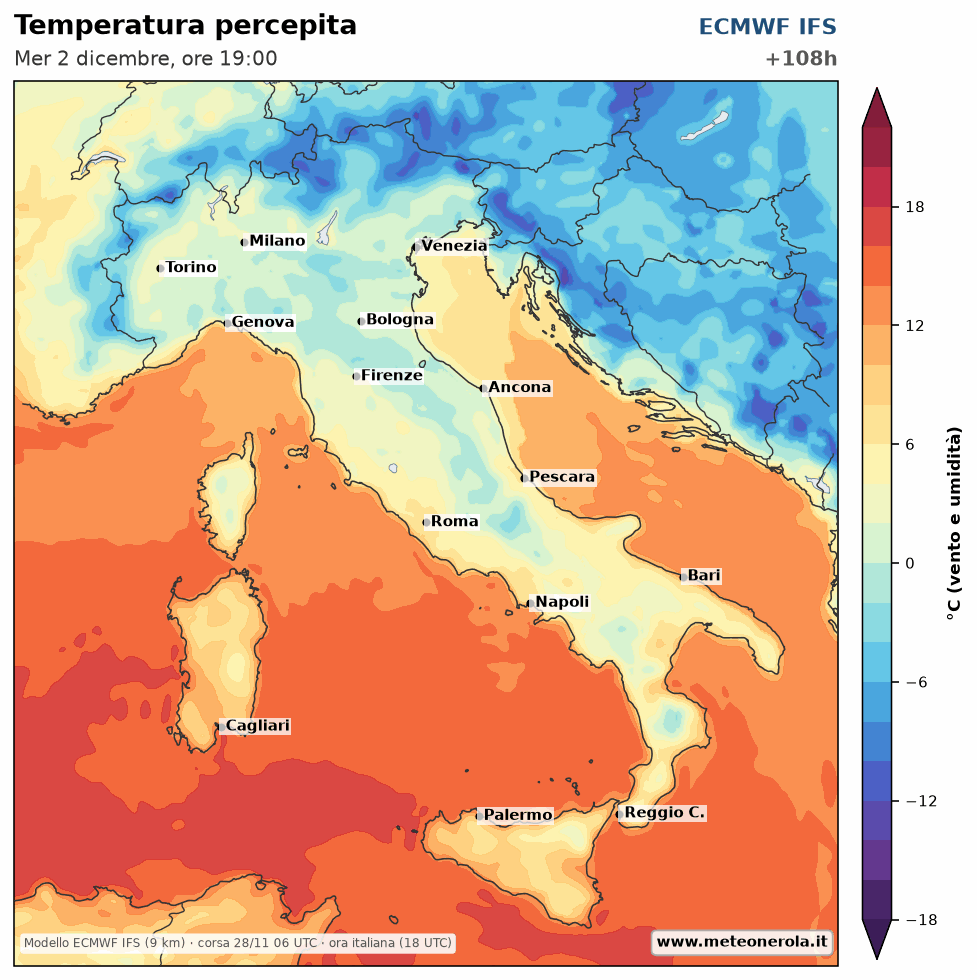 Temperatura percepita
ECMWF IFS
Mer 2 dicembre, ore 19:00
+108h
Milano
Venezia
Torino
Genova
Bologna
Firenze
Ancona
Pescara
Roma
Bari
Napoli
Cagliari
Palermo
Reggio C.
18
12
6
0
−6
−12
−18
°C (vento e umidità)
Modello ECMWF IFS (9 km) · corsa 28/11 06 UTC · ora italiana (18 UTC)
www.meteonerola.it